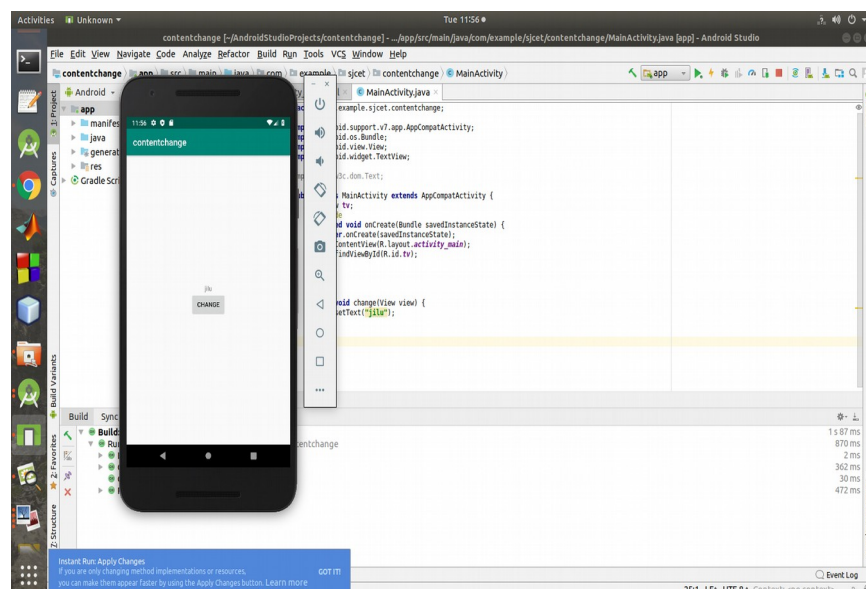 Activities
Unknown
Tue 11:56
contentchange [~/AndroidStudioProjects/contentchange] - .../app/src/main/java/com/example/sjcet/contentchange/MainActivity.java [app] - Android Studio
File Edit View Navigate Code Analyze Refactor Build Run Tools VCS Window Help
contentchange app src main java com example sjcet contentchange MainActivity
app
Android
MainActivity.java
app
manifes
java
generat
res
Gradle Scri
1: Project
Captures
Build Variants
2: Favorites
Z: Structure
11:56
contentchange
jilu
CHANGE
example.sjcet.contentchange;
id.support.v7.app.AppCompatActivity;
id.os.Bundle;
id.view.View;
id.widget.TextView;
3c.dom.Text;
MainActivity extends AppCompatActivity {
tv;
void onCreate(Bundle savedInstanceState) {
.onCreate(savedInstanceState);
ContentView(R.layout.activity_main);
findViewById(R.id.tv);
void change(View view) {
setText("jilu");
Build Sync
Build:
Ru
entchange
1 s 87 ms
870 ms
2 ms
362 ms
30 ms
472 ms
Instant Run: Apply Changes
If you are only changing method implementations or resources,
you can make them appear faster by using the Apply Changes button. Learn more
GOT IT!
Event Log